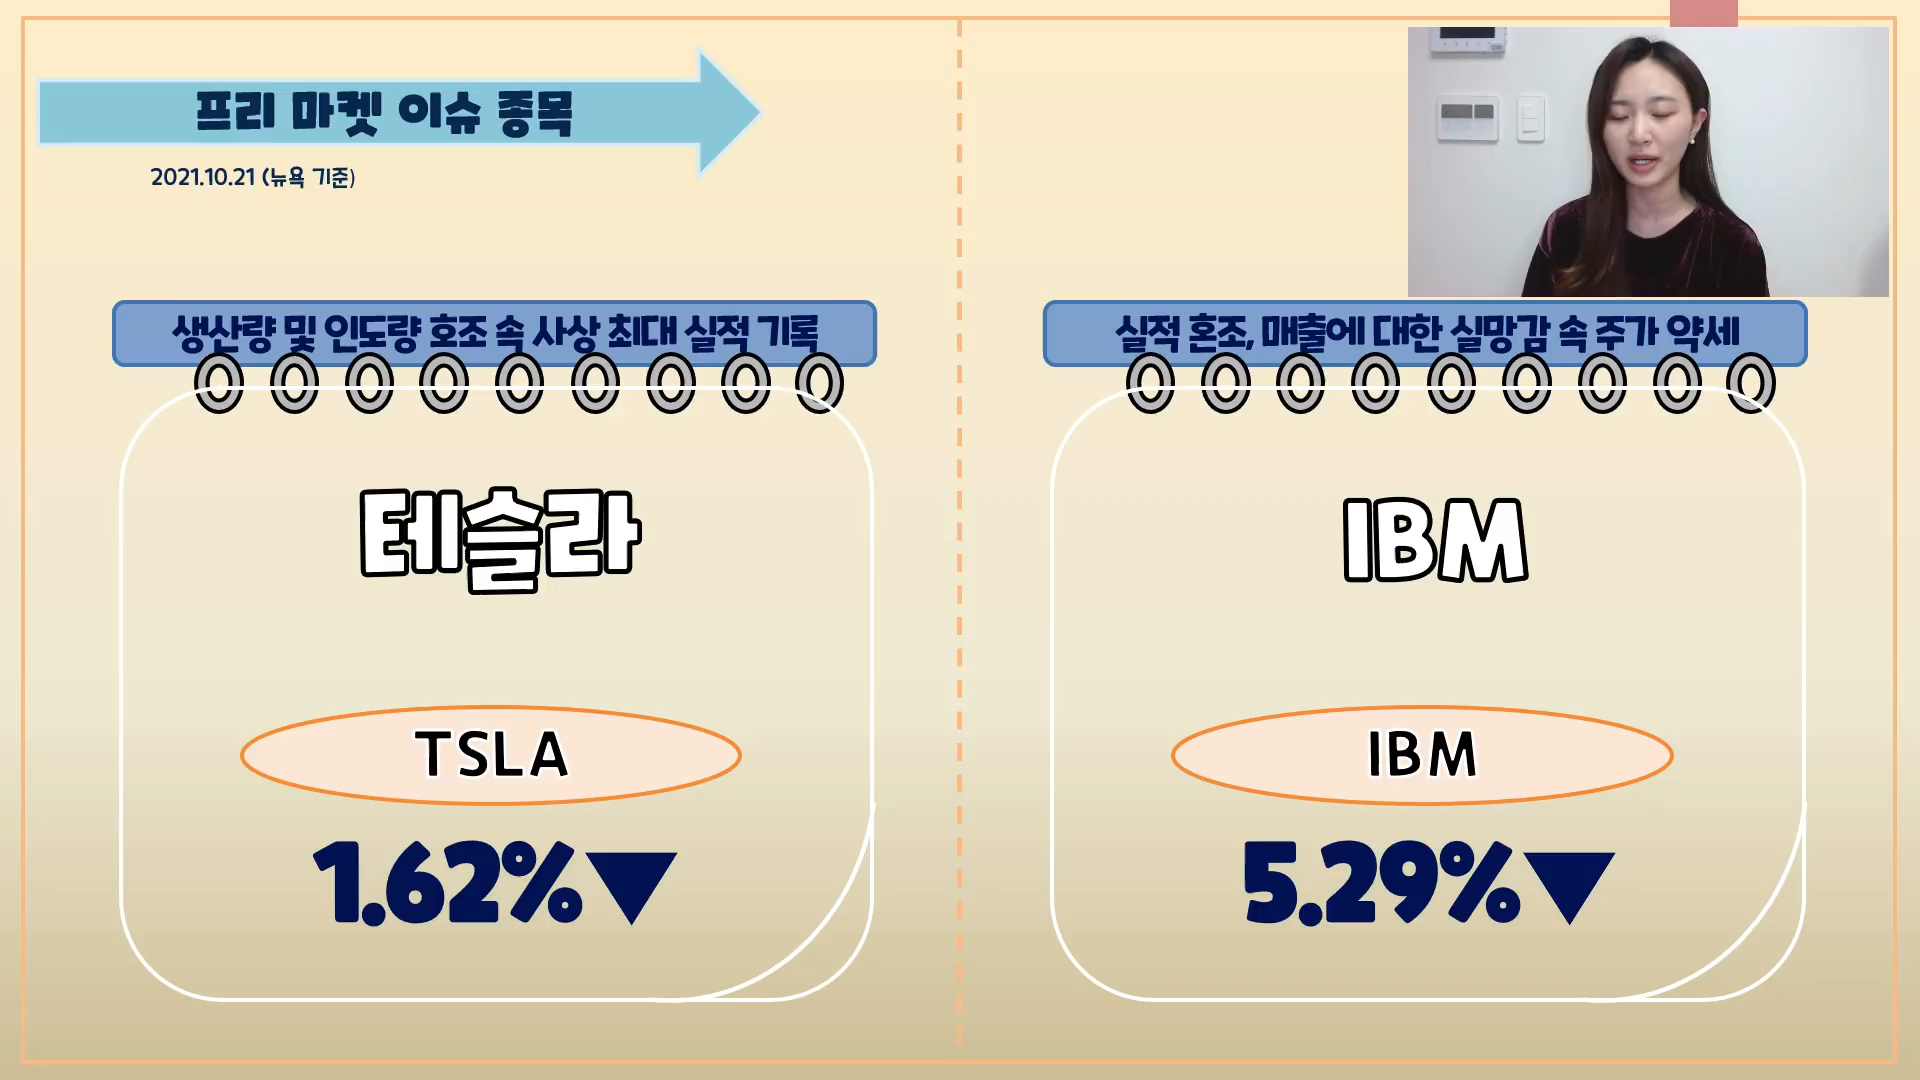 프리 마켓 이슈 종목
2021.10.21 (뉴욕 기준)
생산량 및 인도량 호조 속 사상 최대 실적 기록
테슬라
TSLA
1.62%▼
실적 혼조, 매출에 대한 실망감 속 주가 약세
IBM
IBM
5.29%▼